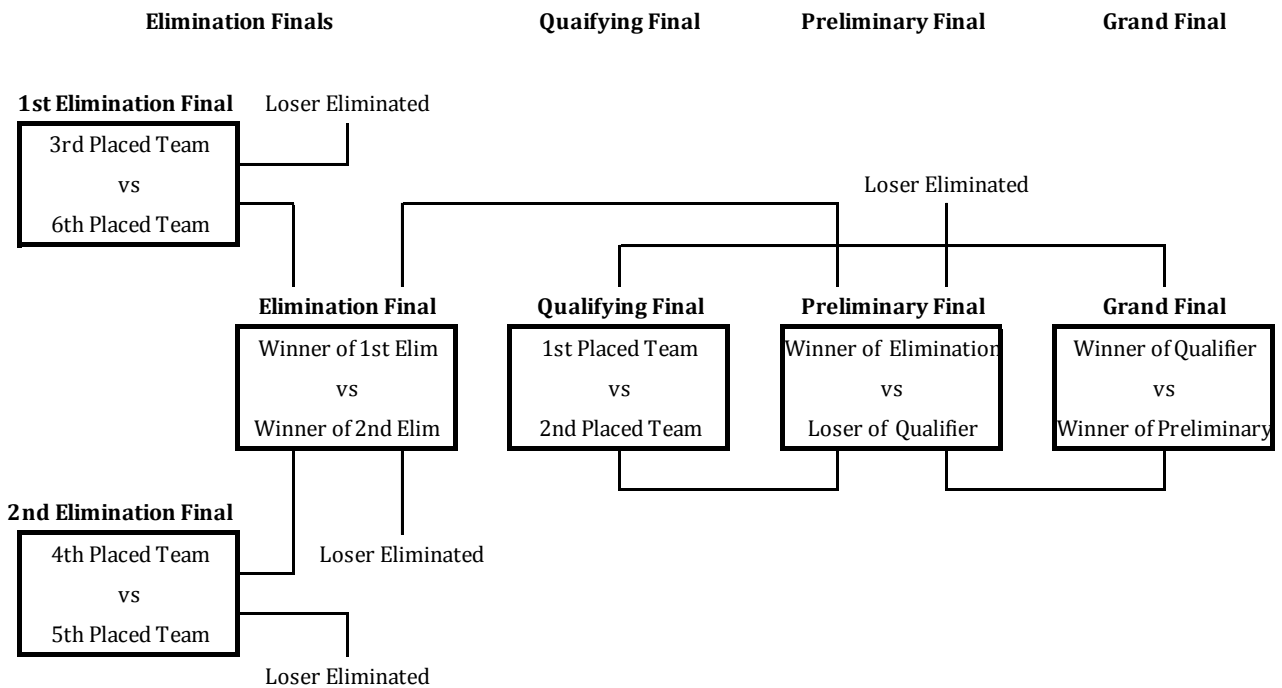 Elimination Finals
Quaifying Final
Preliminary Final
Grand Final
1st Elimination Final
Loser Eliminated
3rd Placed Team
vs
6th Placed Team
Loser Eliminated
Elimination Final
Winner of 1st Elim
vs
Winner of 2nd Elim
Qualifying Final
1st Placed Team
vs
2nd Placed Team
Preliminary Final
Winner of Elimination
vs
Loser of Qualifier
Grand Final
Winner of Qualifier
vs
Winner of Preliminary
2nd Elimination Final
4th Placed Team
vs
5th Placed Team
Loser Eliminated
Loser Eliminated